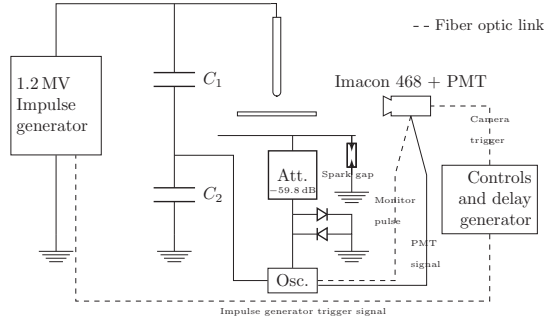 -- Fiber optic link
1.2 MV
Impulse
generator
C₁
Imacon 468 + PMT
Camera
trigger
Att.
−59.8 dB
Spark gap
Controls
and delay
generator
C₂
Monitor
pulse
PMT
signal
Osc.
Impulse generator trigger signal